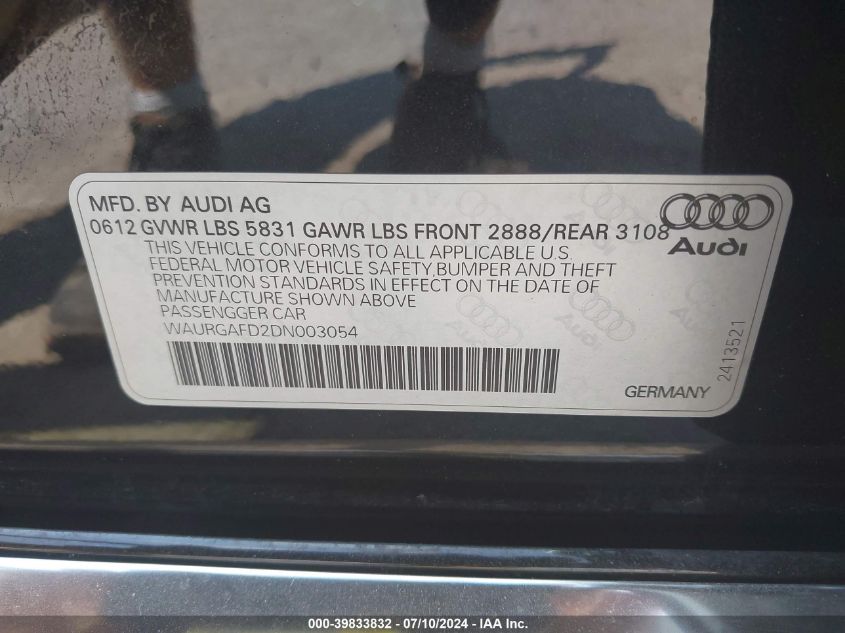 MFD. BY AUDI AG
0612 GVWR LBS 5831 GAWR LBS FRONT 2888/REAR 3108
THIS VEHICLE CONFORMS TO ALL APPLICABLE U.S.
FEDERAL MOTOR VEHICLE SAFETY,BUMPER AND THEFT
PREVENTION STANDARDS IN EFFECT ON THE DATE OF
MANUFACTURE SHOWN ABOVE
PASSENGGER CAR
WAURGAFD2DN003054
Audi
2413521
GERMANY
000-39833832 - 07/10/2024 - IAA Inc.